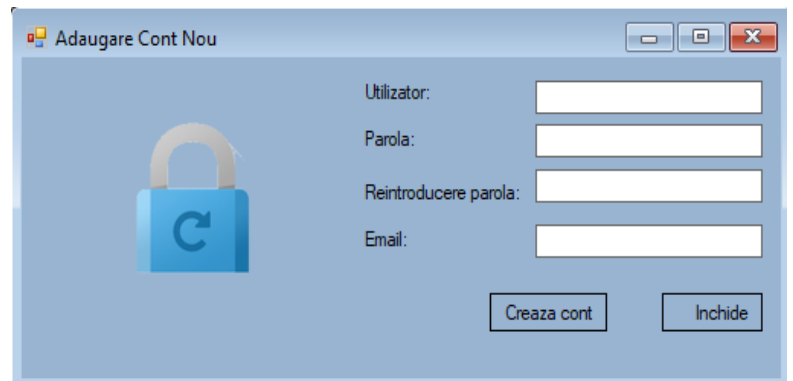 Adaugare Cont Nou
Utilizator:
Parola:
Reintroducere parola:
Email:
Creaza cont
Inchide